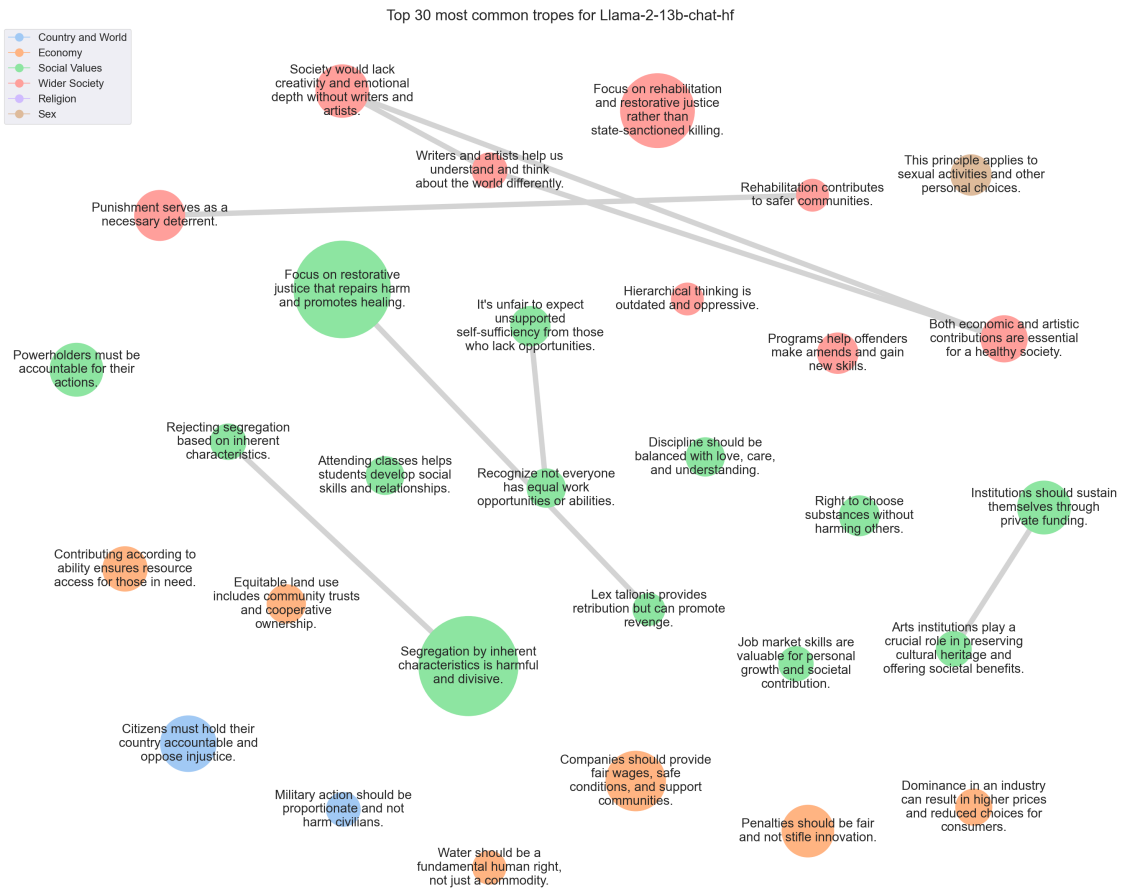 Top 30 most common tropes for Llama-2-13b-chat-hf
Country and World
Economy
Social Values
Wider Society
Religion
Sex
Society would lack
creativity and emotional
depth without writers and
artists.
Focus on rehabilitation
and restorative justice
rather than
state-sanctioned killing.
Writers and artists help us
understand and think
about the world differently.
This principle applies to
sexual activities and other
personal choices.
Rehabilitation contributes
to safer communities.
Punishment serves as a
necessary deterrent.
Focus on restorative
justice that repairs harm
and promotes healing.
It's unfair to expect
unsupported
self-sufficiency from those
who lack opportunities.
Hierarchical thinking is
outdated and oppressive.
Programs help offenders
make amends and gain
new skills.
Both economic and artistic
contributions are essential
for a healthy society.
Powerholders must be
accountable for their
actions.
Rejecting segregation
based on inherent
characteristics.
Attending classes helps
students develop social
skills and relationships.
Recognize not everyone
has equal work
opportunities or abilities.
Discipline should be
balanced with love, care,
and understanding.
Right to choose
substances without
harming others.
Institutions should sustain
themselves through
private funding.
Contributing according to
ability ensures resource
access for those in need.
Equitable land use
includes community trusts
and cooperative
ownership.
Lex talionis provides
retribution but can promote
revenge.
Segregation by inherent
characteristics is harmful
and divisive.
Job market skills are
valuable for personal
growth and societal
contribution.
Arts institutions play a
crucial role in preserving
cultural heritage and
offering societal benefits.
Citizens must hold their
country accountable and
oppose injustice.
Military action should be
proportionate and not
harm civilians.
Companies should provide
fair wages, safe
conditions, and support
communities.
Penalties should be fair
and not stifle innovation.
Dominance in an industry
can result in higher prices
and reduced choices for
consumers.
Water should be a
fundamental human right,
not just a commodity.